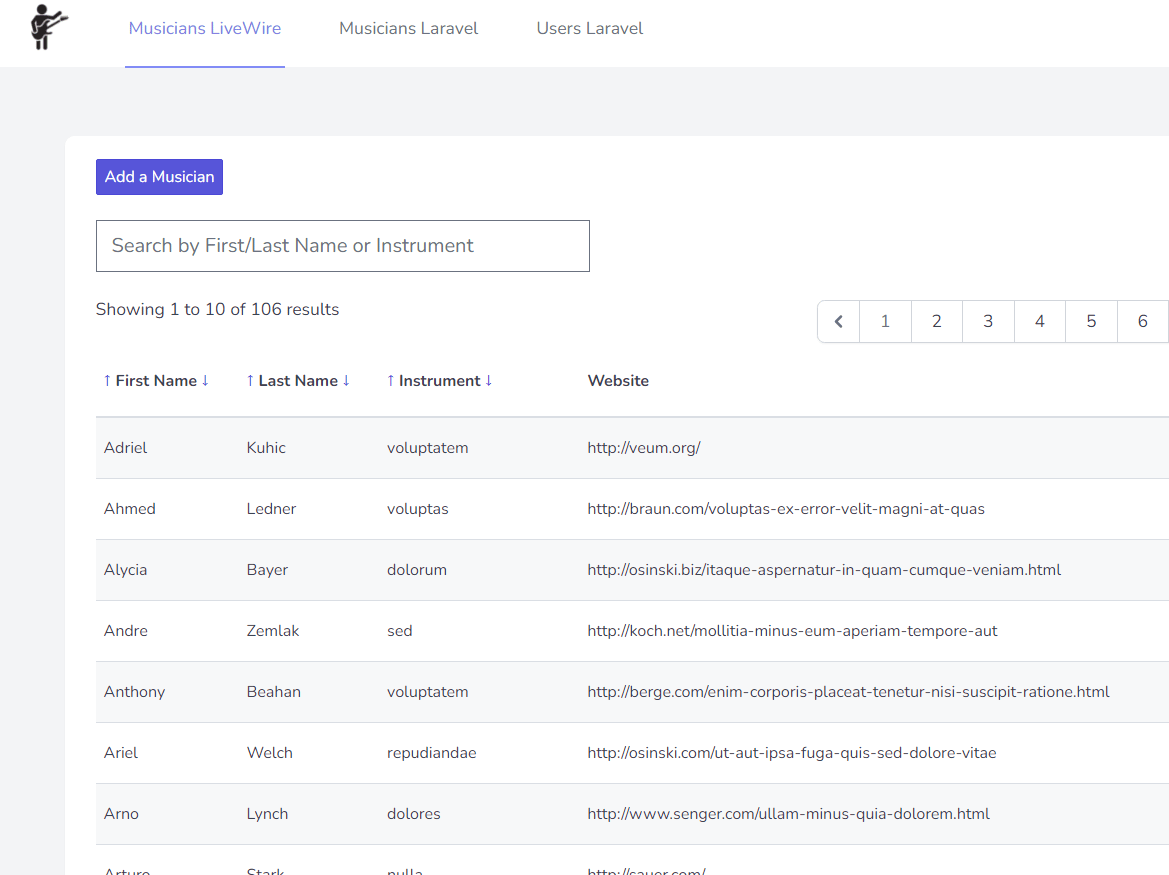 Musicians LiveWire Musicians Laravel Users Laravel
Add a Musician
Search by First/Last Name or Instrument
Showing 1 to 10 of 106 results
1 2 3 4 5 6
↑ First Name ↓ ↑ Last Name ↓ ↑ Instrument ↓ Website
Adriel Kuhic voluptatem http://veum.org/
Ahmed Ledner voluptas http://braun.com/voluptas-ex-error-velit-magni-at-quas
Alycia Bayer dolorum http://osinski.biz/itaque-aspernatur-in-quam-cumque-veniam.html
Andre Zemlak sed http://koch.net/mollitia-minus-eum-aperiam-tempore-aut
Anthony Beahan voluptatem http://berge.com/enim-corporis-placeat-tenetur-nisi-suscipit-ratione.html
Ariel Welch repudiandae http://osinski.com/ut-aut-ipsa-fuga-quis-sed-dolore-vitae
Arno Lynch dolores http://www.senger.com/ullam-minus-quia-dolorem.html
Arturo Stark nulla http://sauer.com/